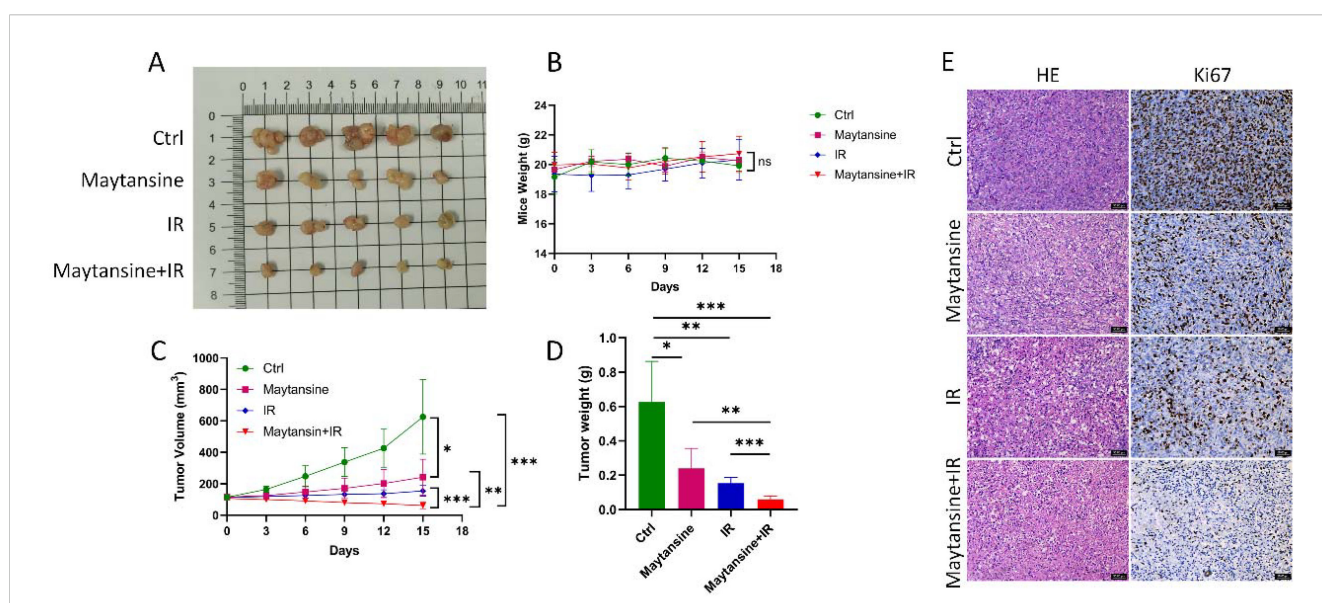 A
0 1 2 3 4 5 6 7 8 9 10 11
0
1
2
3
4
5
6
7
8
Ctrl
Maytansine
IR
Maytansine+IR
B
Mice Weight (g)
24
22
20
18
16
14
0 3 6 9 12 15 18
Days
ns
Ctrl
Maytansine
IR
Maytansine+IR
C
Tumor Volume (mm³)
1000
800
600
400
200
0
0 3 6 9 12 15 18
Days
Ctrl
Maytansine
IR
Maytansin+IR
*
***
**
***
D
Tumor weight (g)
1.0
0.8
0.6
0.4
0.2
0.0
***
**
*
**
***
Ctrl
Maytansine
IR
Maytansine+IR
E
HE Ki67
Ctrl
Maytansine
IR
Maytansine+IR